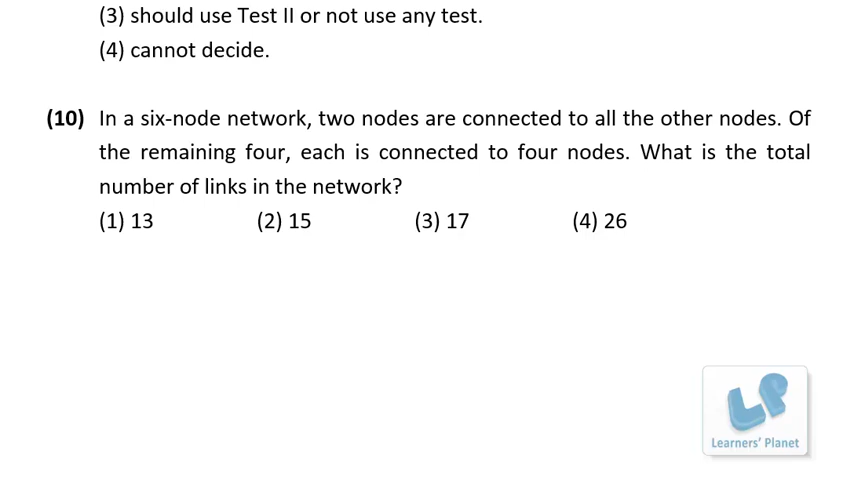 (3) should use Test II or not use any test.
(4) cannot decide.
(10) In a six-node network, two nodes are connected to all the other nodes. Of
the remaining four, each is connected to four nodes. What is the total
number of links in the network?
(1) 13 (2) 15 (3) 17 (4) 26
LP
Learners' Planet